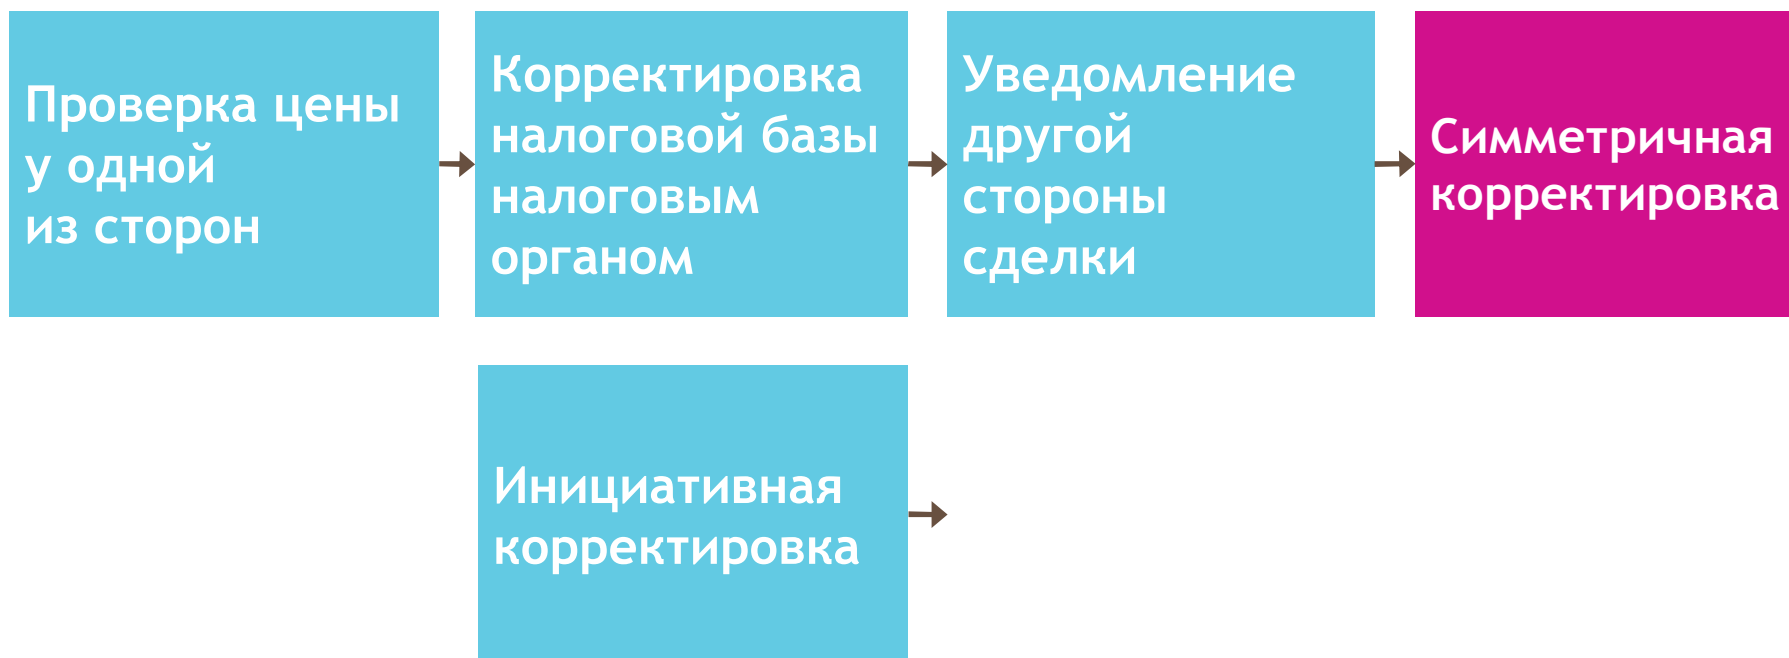 Проверка цены
у одной
из сторон
Корректировка
налоговой базы
налоговым
органом
Уведомление
другой
стороны
сделки
Симметричная
корректировка
Инициативная
корректировка